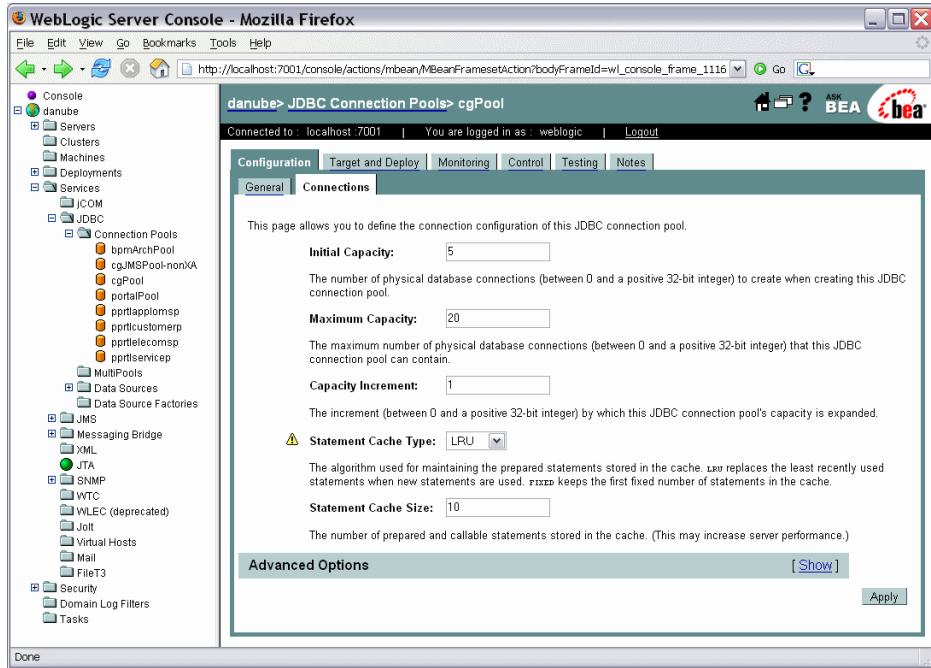 WebLogic Server Console - Mozilla Firefox
File Edit View Go Bookmarks Tools Help
http://localhost:7001/console/actions/mbean/MBeanFramesetAction?bodyFrameId=wl_console_frame_1116 Go G
Console
danube
Servers
Clusters
Machines
Deployments
Services
jCOM
JDBC
Connection Pools
bpmArchPool
cgJMSPool-nonXA
cgPool
portalPool
pprtlapplomsp
pprtlcustomerp
pprtlelecomsp
pprtlservicep
MultiPools
Data Sources
Data Source Factories
JMS
Messaging Bridge
XML
JTA
SNMP
WTC
WLEC (deprecated)
Jolt
Virtual Hosts
Mail
FileT3
Security
Domain Log Filters
Tasks
danube> JDBC Connection Pools> cgPool
? ASK BEA bea
Connected to : localhost :7001 | You are logged in as : weblogic | Logout
Configuration Target and Deploy Monitoring Control Testing Notes
General Connections
This page allows you to define the connection configuration of this JDBC connection pool.
Initial Capacity: 5
The number of physical database connections (between 0 and a positive 32-bit integer) to create when creating this JDBC
connection pool.
Maximum Capacity: 20
The maximum number of physical database connections (between 0 and a positive 32-bit integer) that this JDBC
connection pool can contain.
Capacity Increment: 1
The increment (between 0 and a positive 32-bit integer) by which this JDBC connection pool's capacity is expanded.
Statement Cache Type: LRU
The algorithm used for maintaining the prepared statements stored in the cache. LRU replaces the least recently used
statements when new statements are used. FIXED keeps the first fixed number of statements in the cache.
Statement Cache Size: 10
The number of prepared and callable statements stored in the cache. (This may increase server performance.)
Advanced Options [ Show ]
Apply
Done